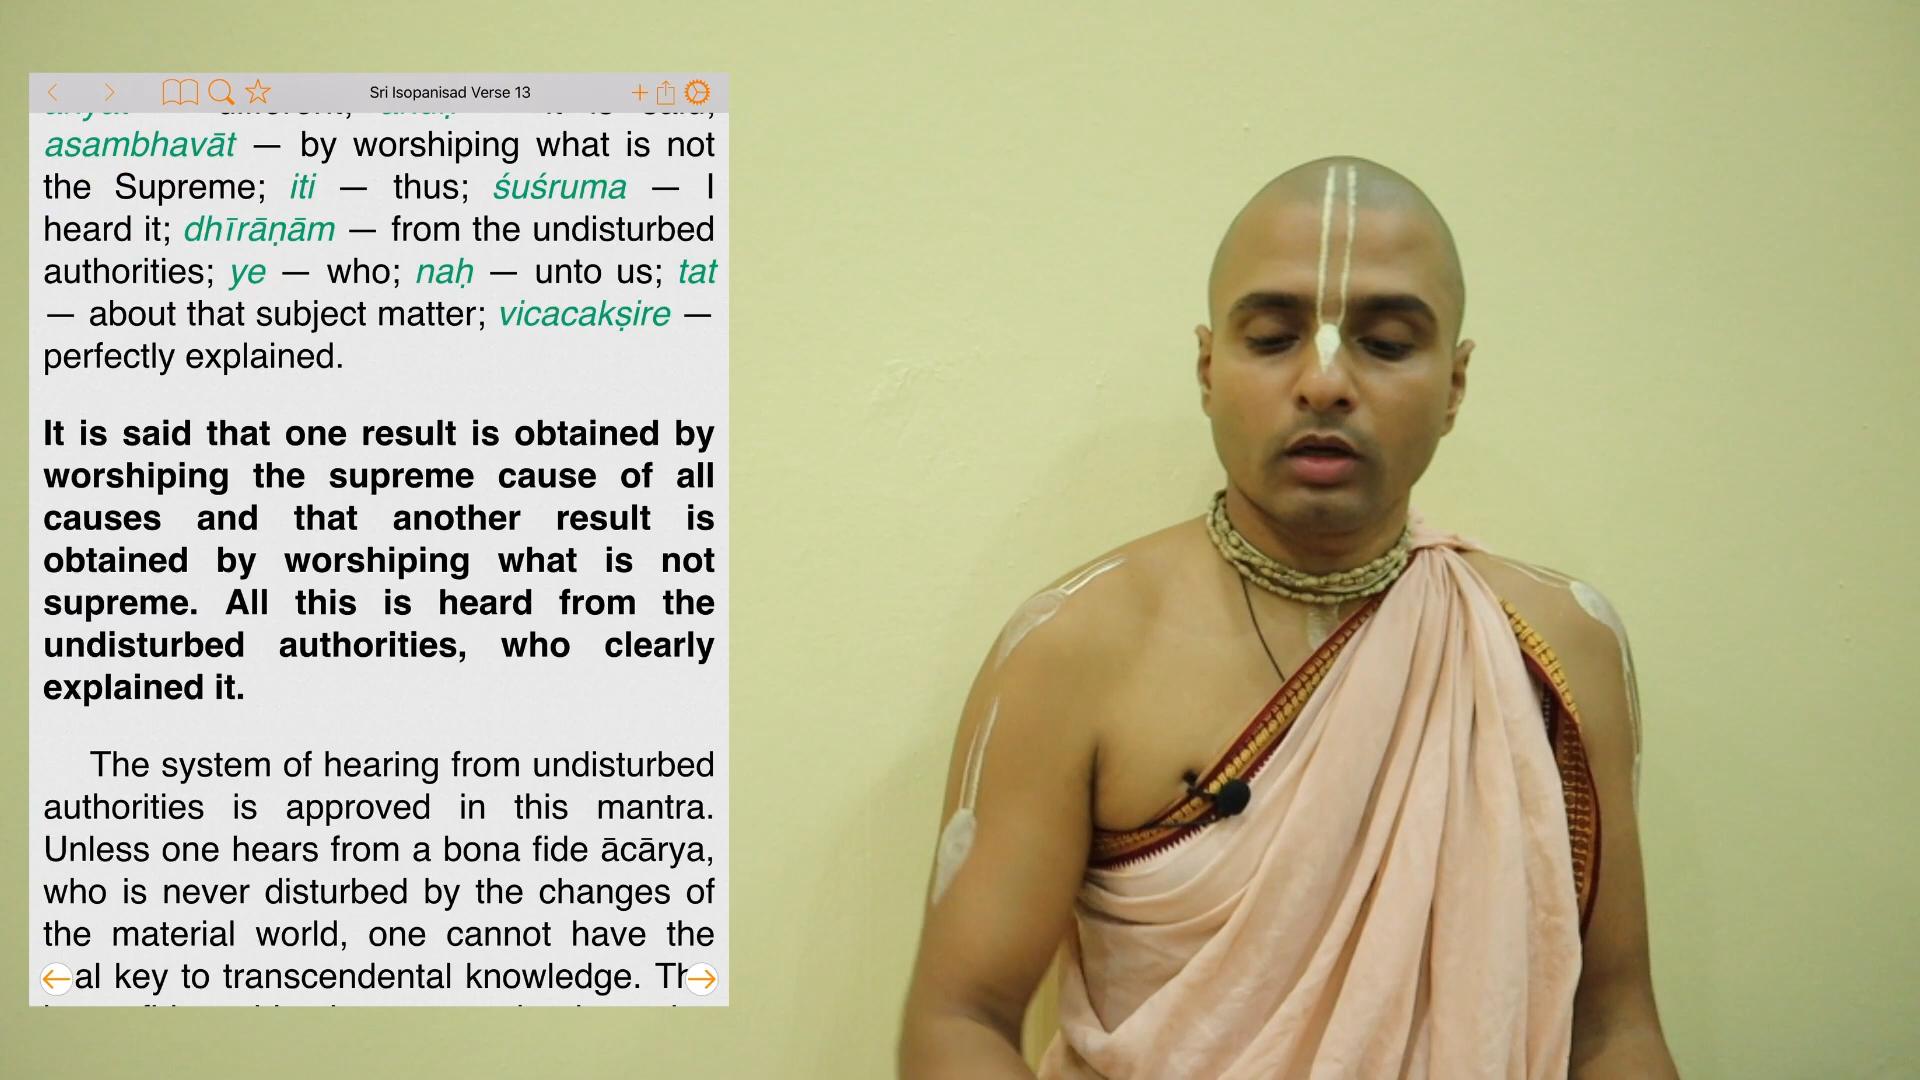 Sri Isopanisad Verse 13
asambhavāt — by worshiping what is not
the Supreme; iti — thus; śuśruma — I
heard it; dhīrāṇām — from the undisturbed
authorities; ye — who; naḥ — unto us; tat
— about that subject matter; vicacakṣire —
perfectly explained.
It is said that one result is obtained by
worshiping the supreme cause of all
causes and that another result is
obtained by worshiping what is not
supreme. All this is heard from the
undisturbed authorities, who clearly
explained it.
The system of hearing from undisturbed
authorities is approved in this mantra.
Unless one hears from a bona fide ācārya,
who is never disturbed by the changes of
the material world, one cannot have the
key to transcendental knowledge.